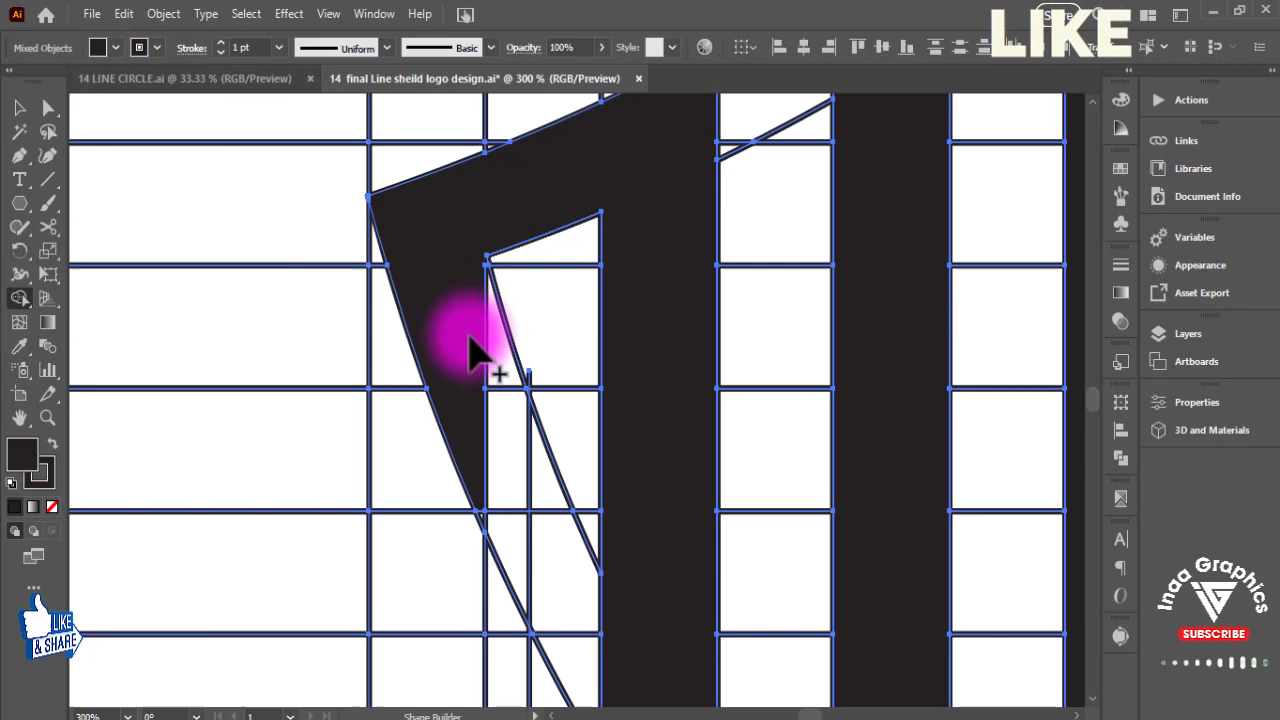 Ai
File Edit Object Type Select Effect View Window Help
LIKE
Mixed Objects Stroke: 1 pt Uniform Basic Opacity: 100% Style:
14 LINE CIRCLE.ai @ 33.33 % (RGB/Preview) × 14 final Line sheild logo design.ai* @ 300 % (RGB/Preview) ×
Actions
Links
Libraries
Document Info
Variables
Appearance
Asset Export
Layers
Artboards
Properties
3D and Materials
Inaa Graphics
SUBSCRIBE
LIKE
& SHARE
300% 0° 1 Shape Builder